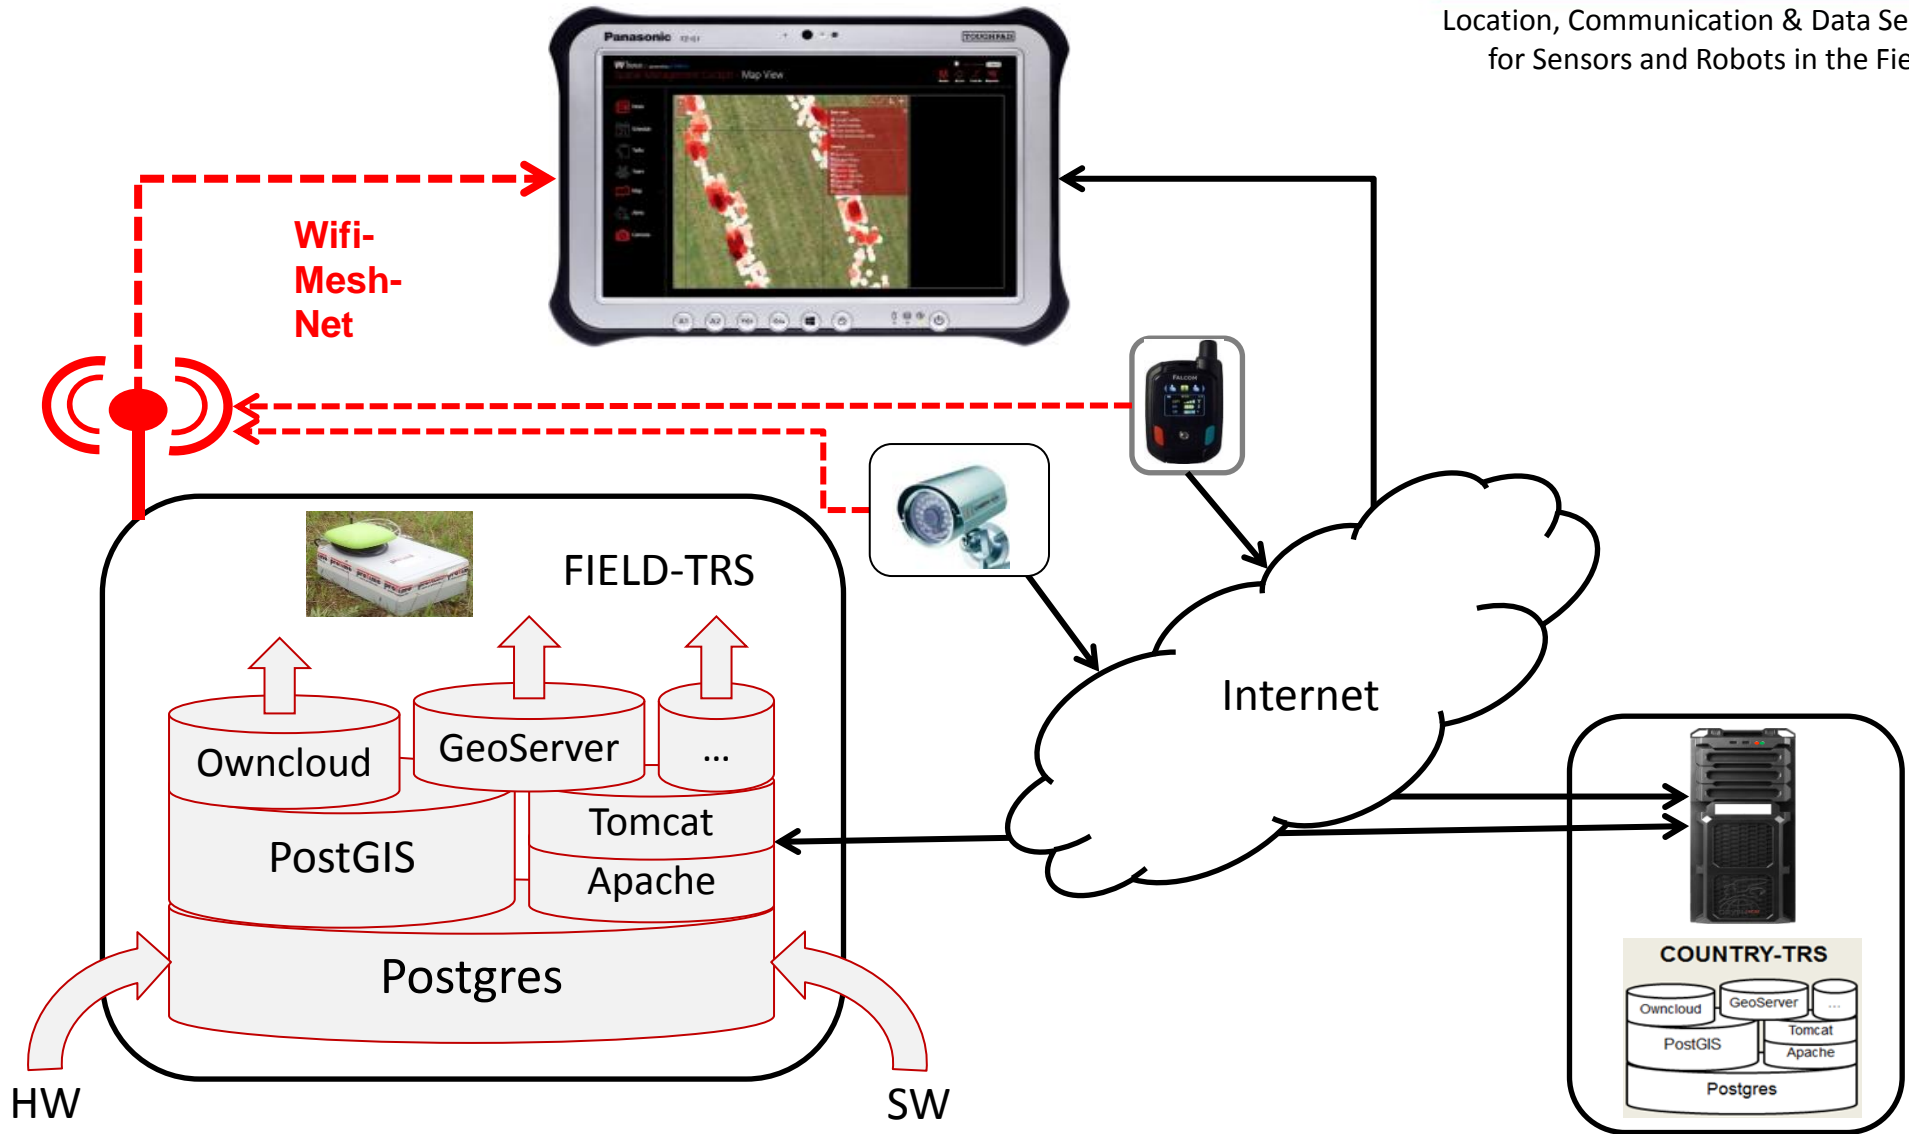 Location, Communication & Data Se
for Sensors and Robots in the Fie
Panasonic
TOUGHPAD
Map View
Wifi-
Mesh-
Net
FALCOM
FIELD-TRS
Internet
Owncloud
GeoServer
...
PostGIS
Tomcat
Apache
Postgres
HW
SW
COUNTRY-TRS
Owncloud
GeoServer
...
PostGIS
Tomcat
Apache
Postgres